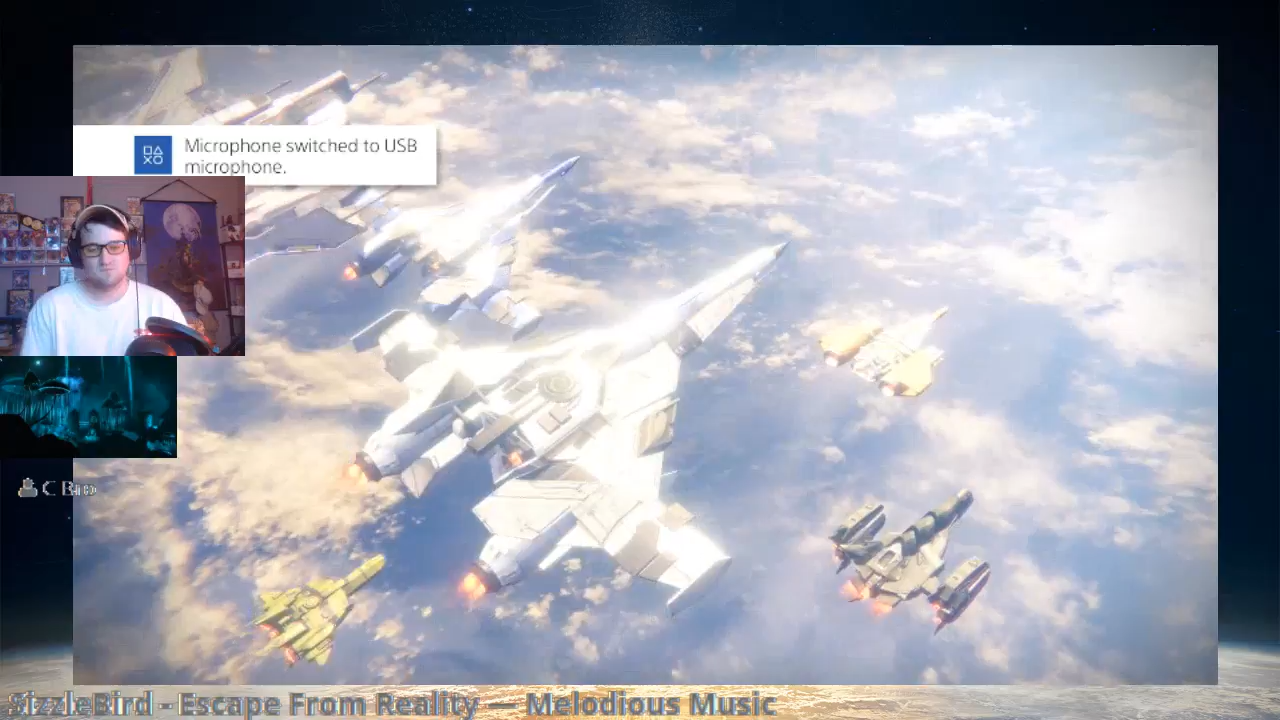 Microphone switched to USB
microphone.
SizzleBird - Escape From Reality — Melodious Music